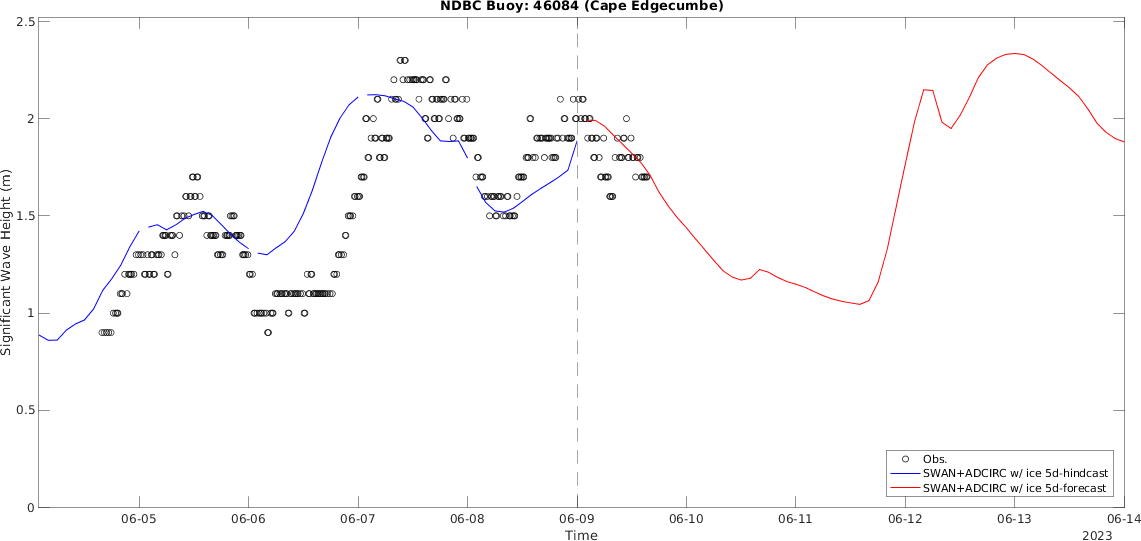 NDBC Buoy: 46084 (Cape Edgecumbe)
Significant Wave Height (m)
2.5
2
1.5
1
0.5
0
Obs.
SWAN+ADCIRC w/ ice 5d-hindcast
SWAN+ADCIRC w/ ice 5d-forecast
06-05 06-06 06-07 06-08 06-09 06-10 06-11 06-12 06-13 06-14
Time
2023